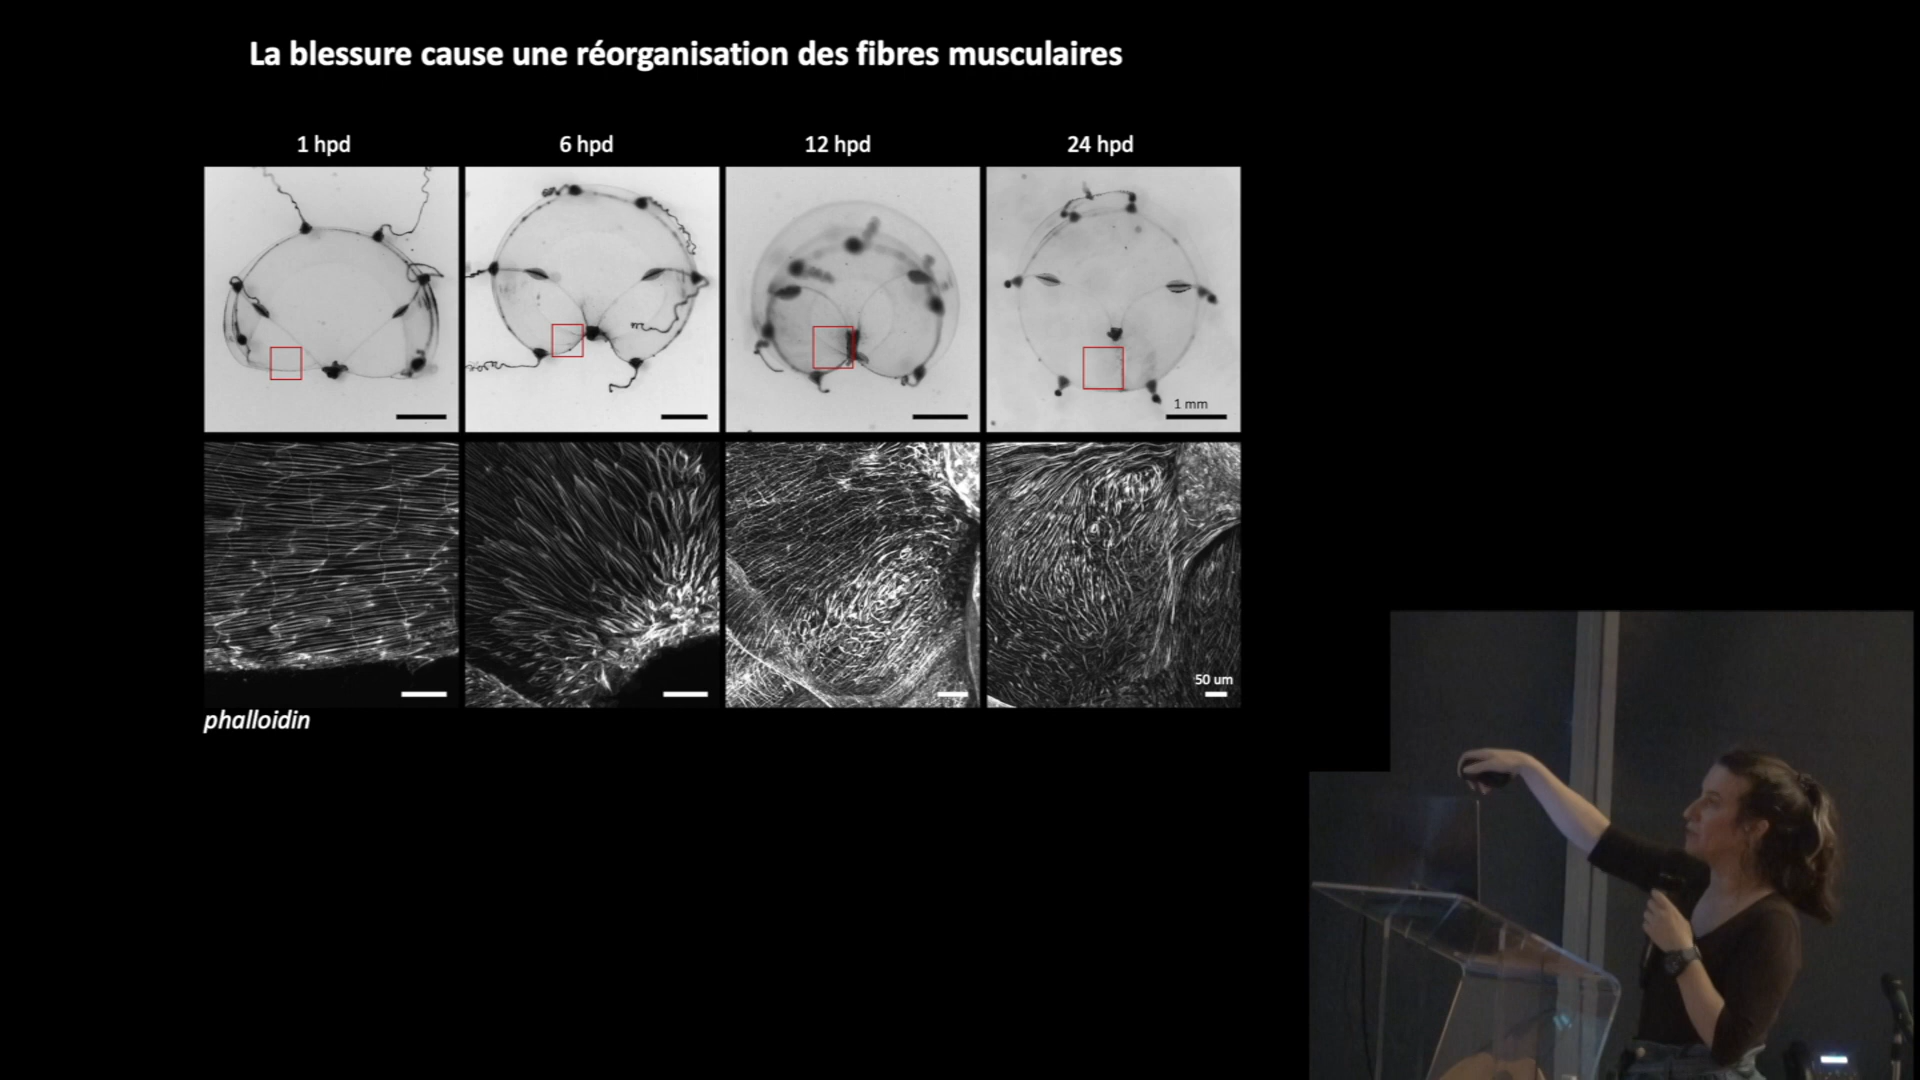 La blessure cause une réorganisation des fibres musculaires
1 hpd
6 hpd
12 hpd
24 hpd
1 mm
50 um
phalloidin